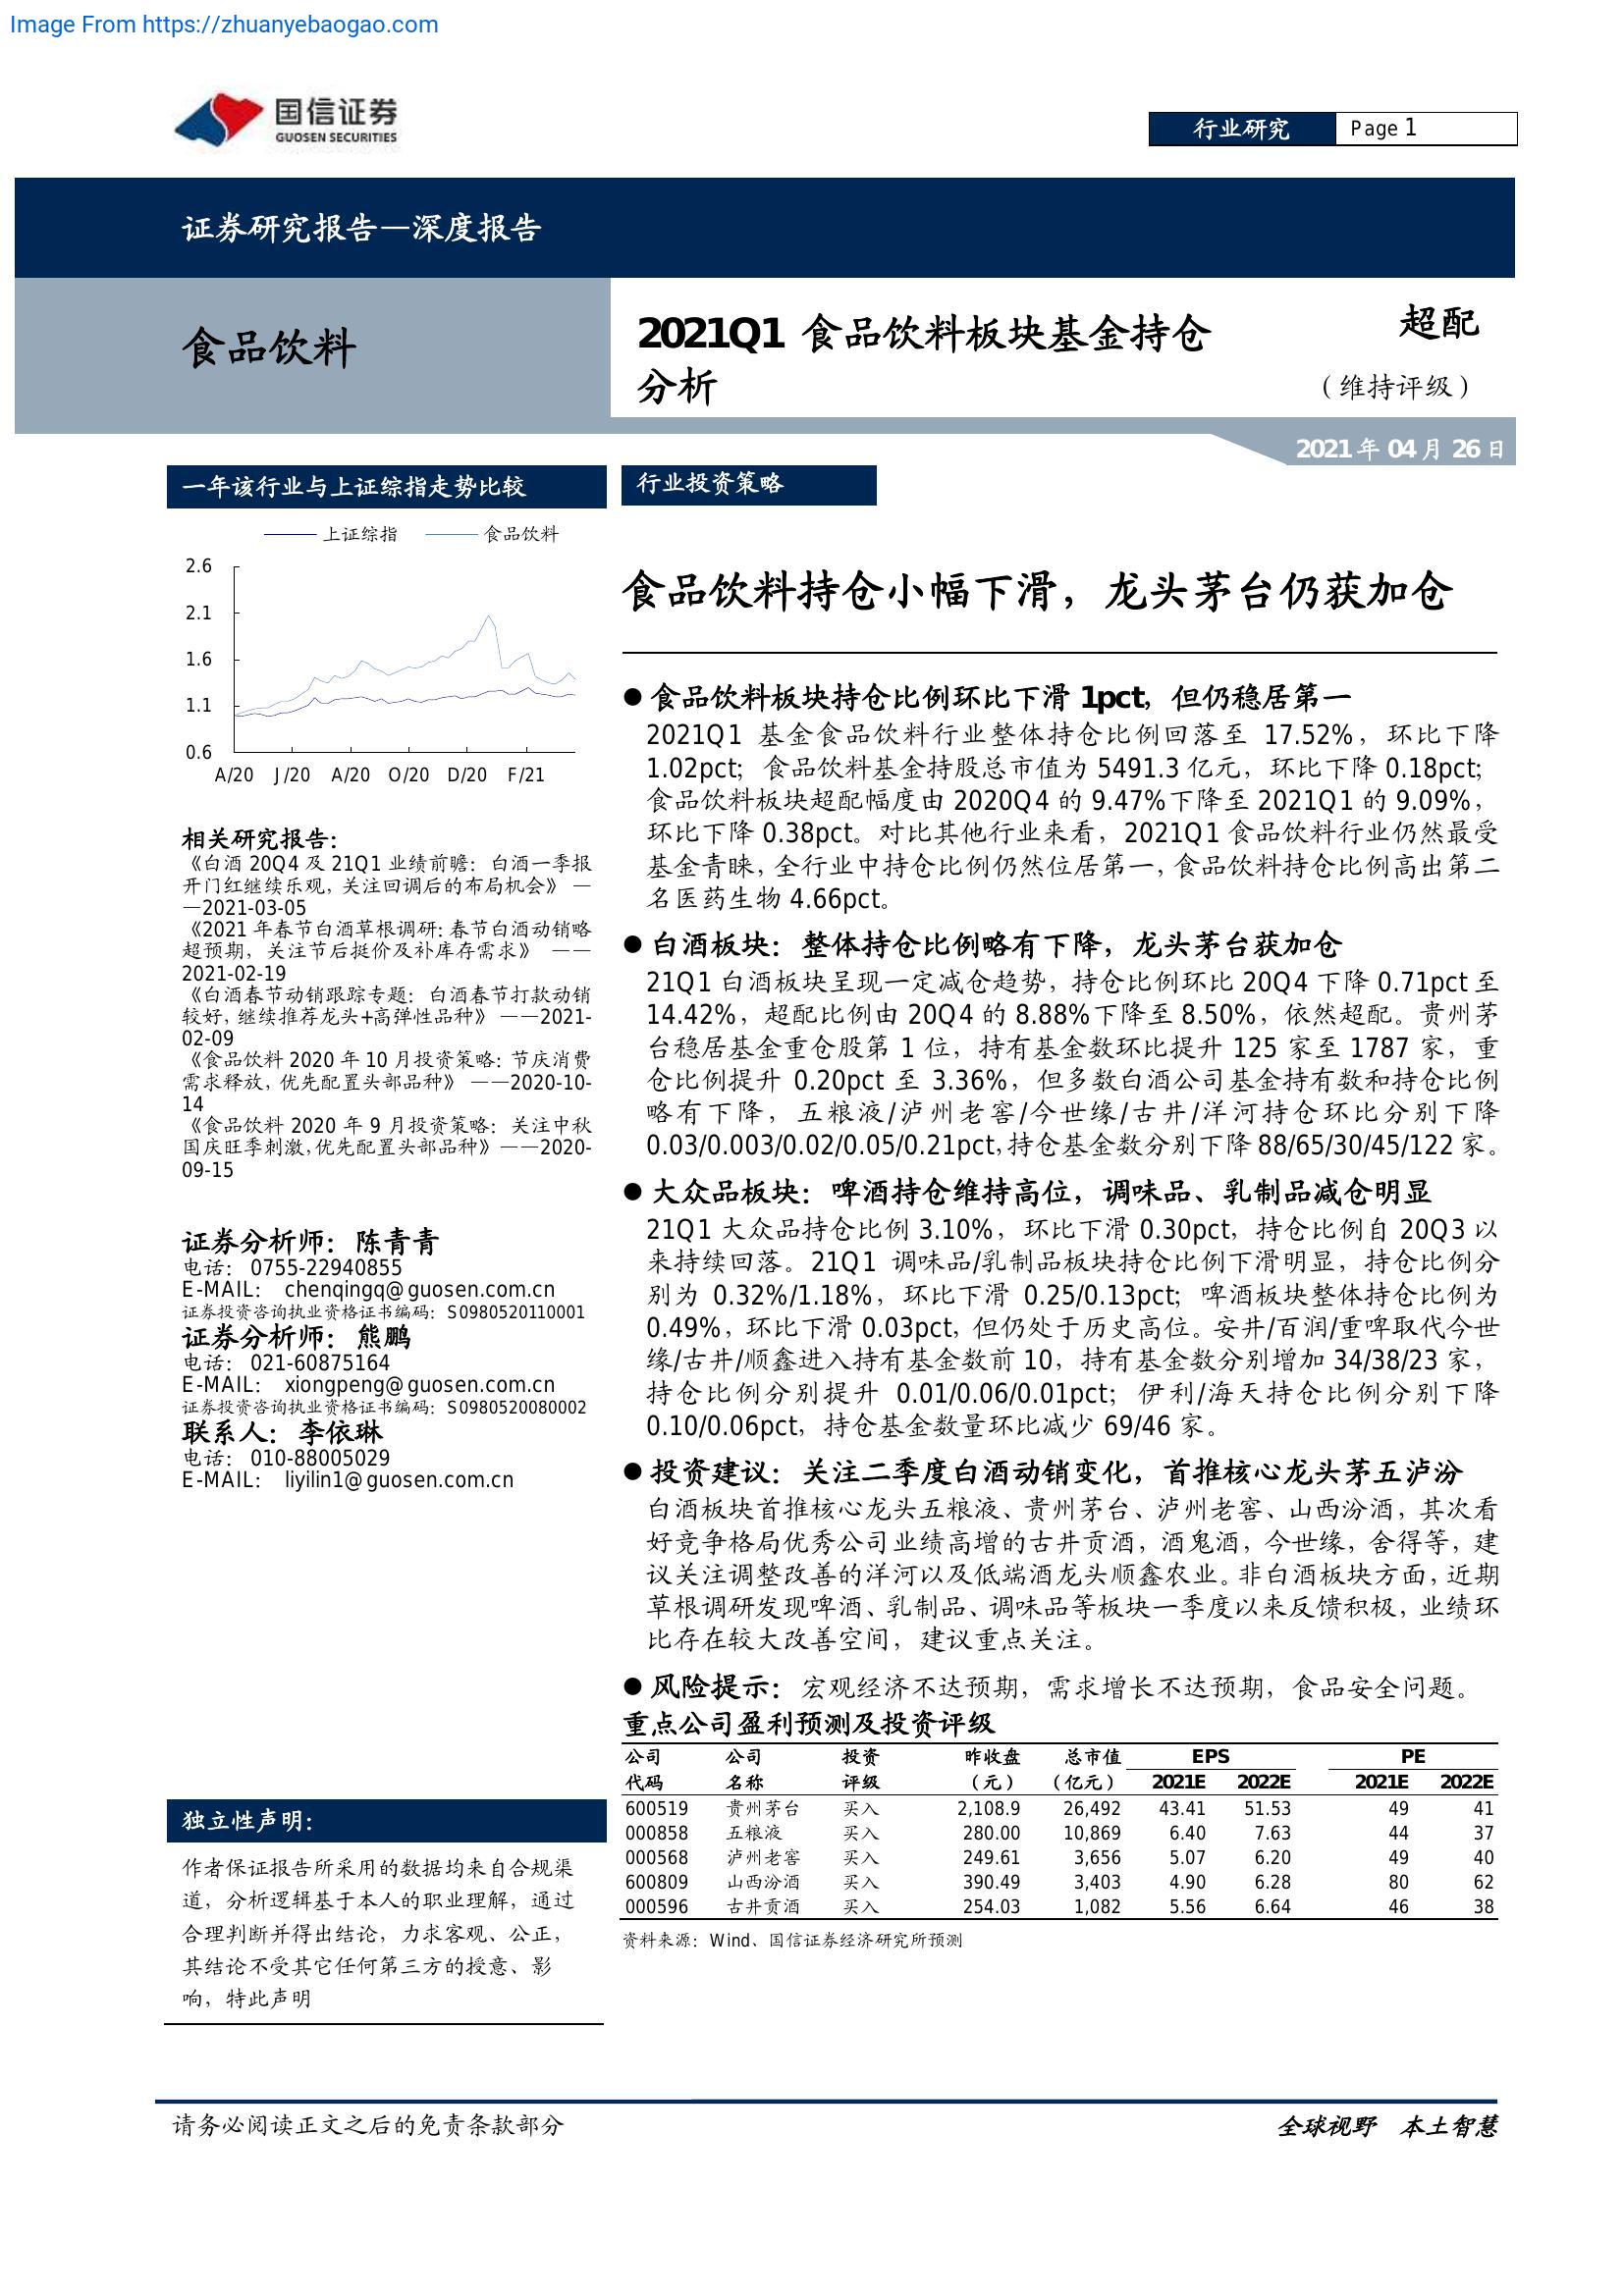 Image From https://zhuanyebaogao.com
国信证券
GUOSEN SECURITIES
行业研究
Page 1
证券研究报告—深度报告
食品饮料
2021Q1 食品饮料板块基金持仓
分析
超配
（维持评级）
2021 年 04 月 26 日
一年该行业与上证综指走势比较
上证综指 食品饮料
2.6
2.1
1.6
1.1
0.6
A/20 J/20 A/20 O/20 D/20 F/21
相关研究报告：
《白酒 20Q4 及 21Q1 业绩前瞻：白酒一季报
开门红继续乐观，关注回调后的布局机会》 —
—2021-03-05
《2021 年春节白酒草根调研：春节白酒动销略
超预期，关注节后挺价及补库存需求》 ——
2021-02-19
《白酒春节动销跟踪专题：白酒春节打款动销
较好，继续推荐龙头+高弹性品种》 ——2021-
02-09
《食品饮料 2020 年 10 月投资策略：节庆消费
需求释放，优先配置头部品种》 ——2020-10-
14
《食品饮料 2020 年 9 月投资策略：关注中秋
国庆旺季刺激，优先配置头部品种》——2020-
09-15
证券分析师：陈青青
电话： 0755-22940855
E-MAIL： chenqingq@guosen.com.cn
证券投资咨询执业资格证书编码：S0980520110001
证券分析师：熊鹏
电话： 021-60875164
E-MAIL： xiongpeng@guosen.com.cn
证券投资咨询执业资格证书编码：S0980520080002
联系人：李依琳
电话： 010-88005029
E-MAIL： liyilin1@guosen.com.cn
独立性声明：
作者保证报告所采用的数据均来自合规渠
道，分析逻辑基于本人的职业理解，通过
合理判断并得出结论，力求客观、公正，
其结论不受其它任何第三方的授意、影
响，特此声明
行业投资策略
食品饮料持仓小幅下滑，龙头茅台仍获加仓
● 食品饮料板块持仓比例环比下滑 1pct，但仍稳居第一
2021Q1 基金食品饮料行业整体持仓比例回落至 17.52%，环比下降
1.02pct；食品饮料基金持股总市值为 5491.3 亿元，环比下降 0.18pct；
食品饮料板块超配幅度由 2020Q4 的 9.47%下降至 2021Q1 的 9.09%，
环比下降 0.38pct。对比其他行业来看，2021Q1 食品饮料行业仍然最受
基金青睐，全行业中持仓比例仍然位居第一，食品饮料持仓比例高出第二
名医药生物 4.66pct。
● 白酒板块：整体持仓比例略有下降，龙头茅台获加仓
21Q1 白酒板块呈现一定减仓趋势，持仓比例环比 20Q4 下降 0.71pct 至
14.42%，超配比例由 20Q4 的 8.88%下降至 8.50%，依然超配。贵州茅
台稳居基金重仓股第 1 位，持有基金数环比提升 125 家至 1787 家，重
仓比例提升 0.20pct 至 3.36%，但多数白酒公司基金持有数和持仓比例
略有下降，五粮液/泸州老窖/今世缘/古井/洋河持仓环比分别下降
0.03/0.003/0.02/0.05/0.21pct，持仓基金数分别下降 88/65/30/45/122 家。
● 大众品板块：啤酒持仓维持高位，调味品、乳制品减仓明显
21Q1 大众品持仓比例 3.10%，环比下滑 0.30pct，持仓比例自 20Q3 以
来持续回落。21Q1 调味品/乳制品板块持仓比例下滑明显，持仓比例分
别为 0.32%/1.18%，环比下滑 0.25/0.13pct；啤酒板块整体持仓比例为
0.49%，环比下滑 0.03pct，但仍处于历史高位。安井/百润/重啤取代今世
缘/古井/顺鑫进入持有基金数前 10，持有基金数分别增加 34/38/23 家，
持仓比例分别提升 0.01/0.06/0.01pct；伊利/海天持仓比例分别下降
0.10/0.06pct，持仓基金数量环比减少 69/46 家。
● 投资建议：关注二季度白酒动销变化，首推核心龙头茅五泸汾
白酒板块首推核心龙头五粮液、贵州茅台、泸州老窖、山西汾酒，其次看
好竞争格局优秀公司业绩高增的古井贡酒，酒鬼酒，今世缘，舍得等，建
议关注调整改善的洋河以及低端酒龙头顺鑫农业。非白酒板块方面，近期
草根调研发现啤酒、乳制品、调味品等板块一季度以来反馈积极，业绩环
比存在较大改善空间，建议重点关注。
● 风险提示：宏观经济不达预期，需求增长不达预期，食品安全问题。
重点公司盈利预测及投资评级
公司 公司 投资 昨收盘 总市值 EPS PE
代码 名称 评级 （元） （亿元） 2021E 2022E 2021E 2022E
600519 贵州茅台 买入 2,108.9 26,492 43.41 51.53 49 41
000858 五粮液 买入 280.00 10,869 6.40 7.63 44 37
000568 泸州老窖 买入 249.61 3,656 5.07 6.20 49 40
600809 山西汾酒 买入 390.49 3,403 4.90 6.28 80 62
000596 古井贡酒 买入 254.03 1,082 5.56 6.64 46 38
资料来源：Wind、国信证券经济研究所预测
请务必阅读正文之后的免责条款部分
全球视野 本土智慧